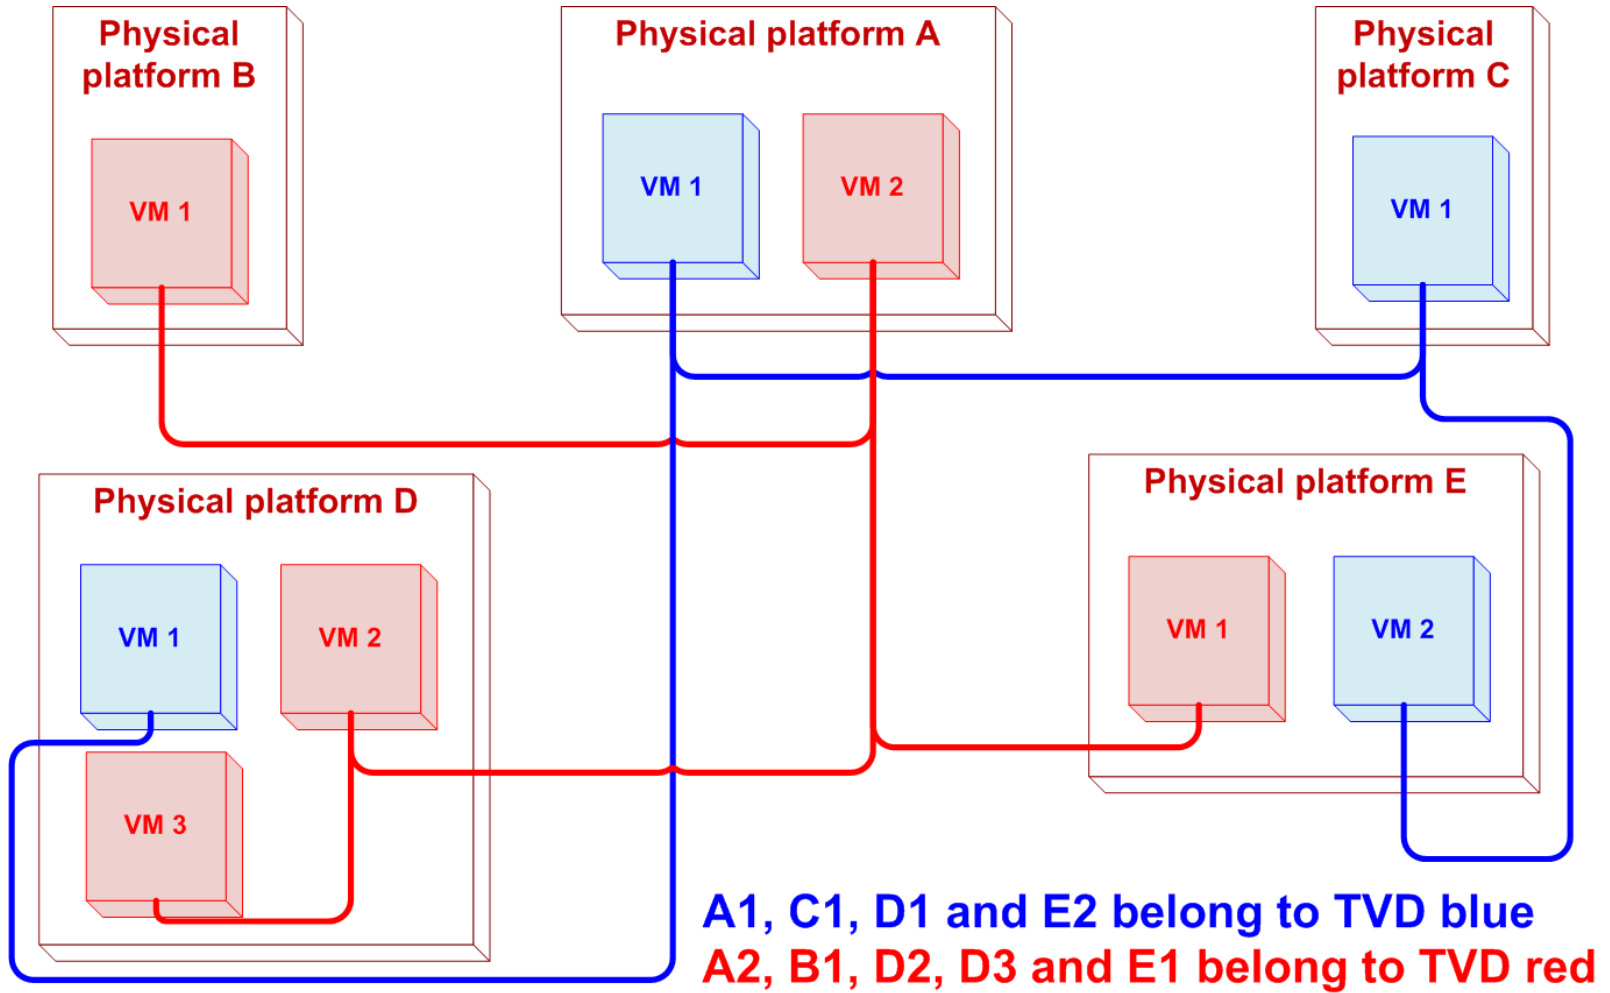 Physical
platform B
VM 1
Physical platform A
VM 1
VM 2
Physical
platform C
VM 1
Physical platform D
VM 1
VM 2
VM 3
Physical platform E
VM 1
VM 2
A1, C1, D1 and E2 belong to TVD blue
A2, B1, D2, D3 and E1 belong to TVD red